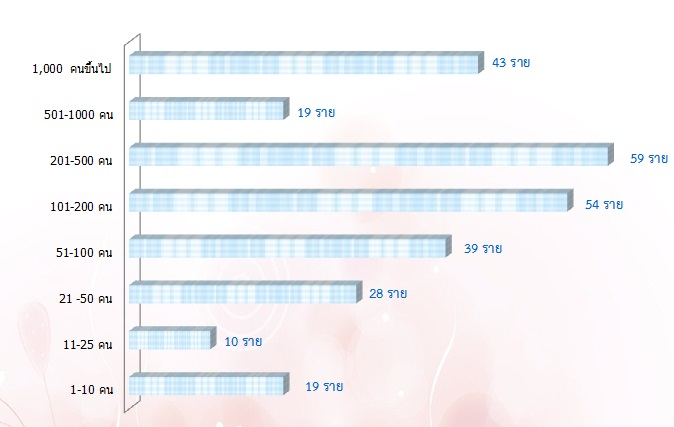 1,000 คนขึ้นไป 43 ราย
501-1000 คน 19 ราย
201-500 คน 59 ราย
101-200 คน 54 ราย
51-100 คน 39 ราย
21 -50 คน 28 ราย
11-25 คน 10 ราย
1-10 คน 19 ราย